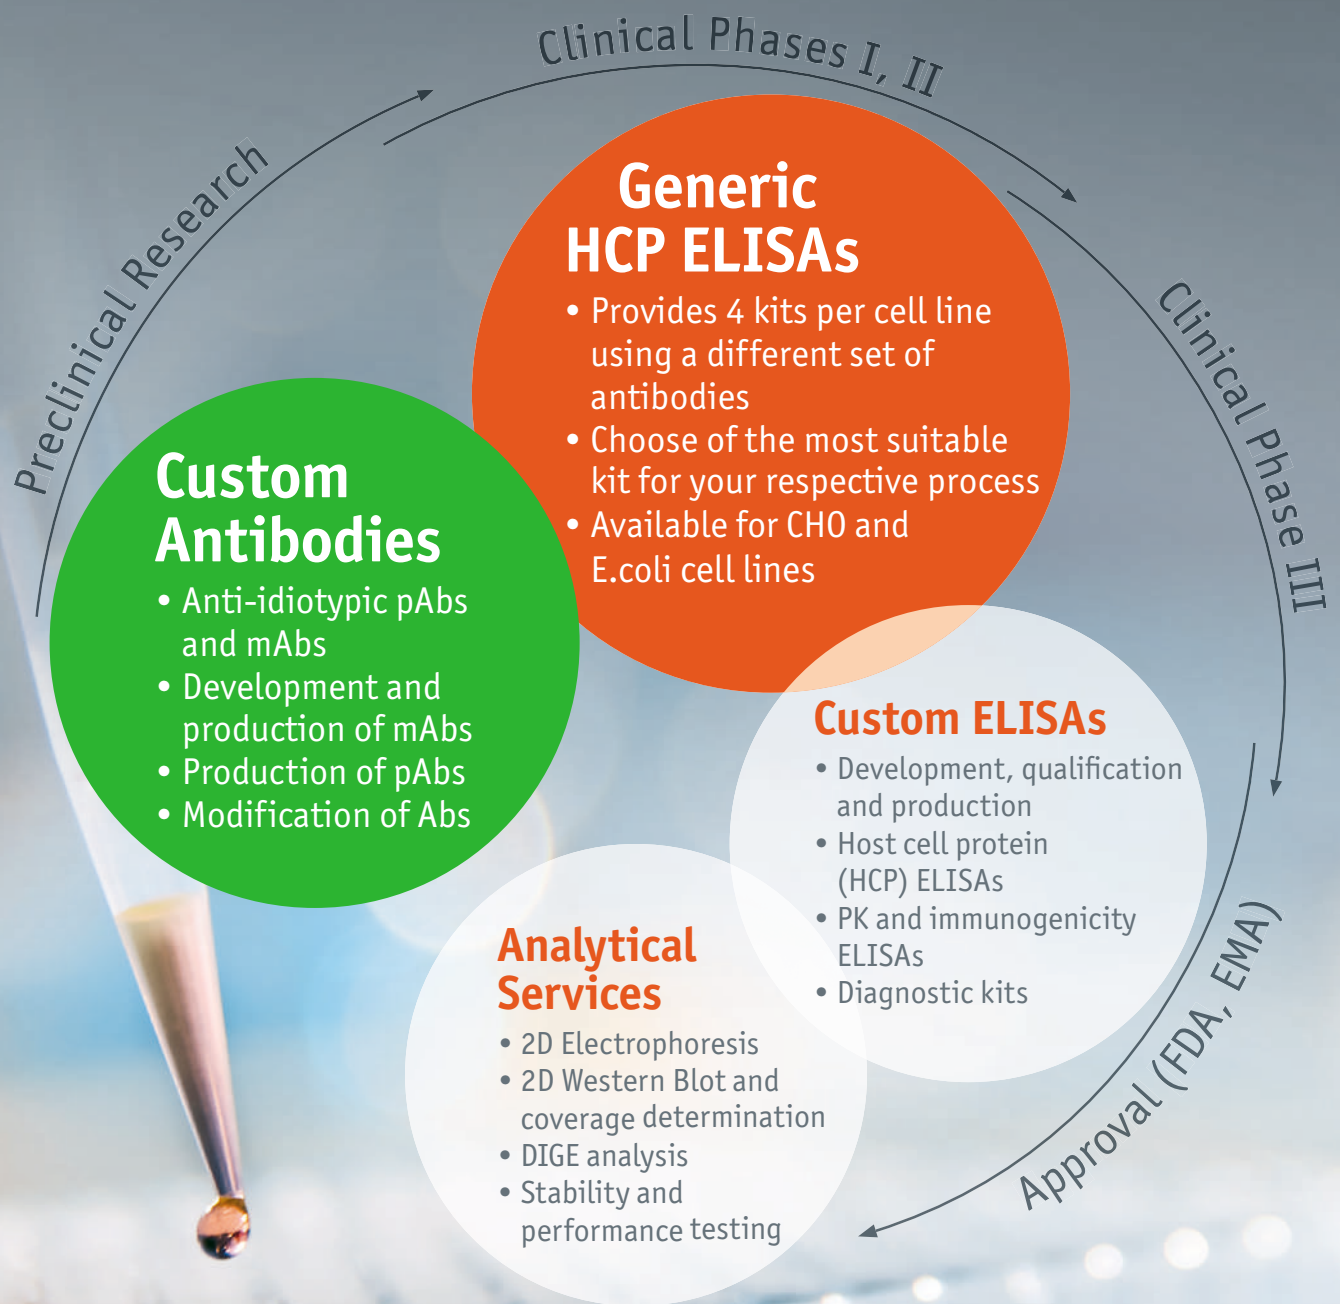 Preclinical Research
Clinical Phases I, II
Clinical Phase III
Approval (FDA, EMA)
Generic
HCP ELISAs
• Provides 4 kits per cell line
using a different set of
antibodies
• Choose of the most suitable
kit for your respective process
• Available for CHO and
E.coli cell lines
Custom
Antibodies
• Anti-idiotypic pAbs
and mAbs
• Development and
production of mAbs
• Production of pAbs
• Modification of Abs
Custom ELISAs
• Development, qualification
and production
• Host cell protein
(HCP) ELISAs
• PK and immunogenicity
ELISAs
• Diagnostic kits
Analytical
Services
• 2D Electrophoresis
• 2D Western Blot and
coverage determination
• DIGE analysis
• Stability and
performance testing